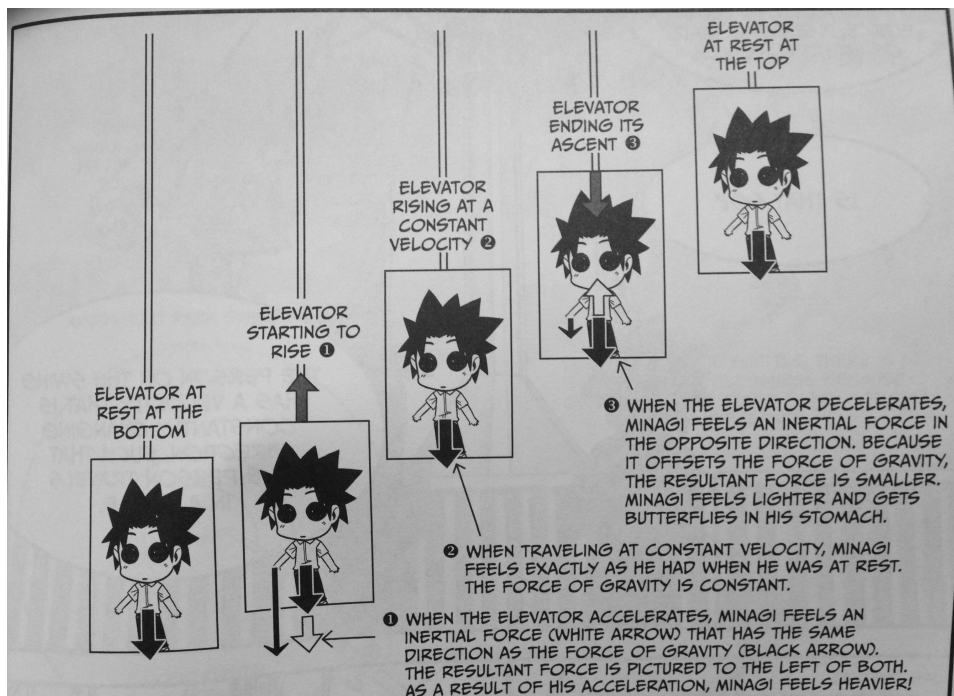 ELEVATOR
AT REST AT
THE TOP
ELEVATOR
ENDING ITS
ASCENT ❸
ELEVATOR
RISING AT A
CONSTANT
VELOCITY ❷
ELEVATOR
STARTING TO
RISE ❶
ELEVATOR AT
REST AT THE
BOTTOM
❸ WHEN THE ELEVATOR DECELERATES,
MINAGI FEELS AN INERTIAL FORCE IN
THE OPPOSITE DIRECTION. BECAUSE
IT OFFSETS THE FORCE OF GRAVITY,
THE RESULTANT FORCE IS SMALLER.
MINAGI FEELS LIGHTER AND GETS
BUTTERFLIES IN HIS STOMACH.
❷ WHEN TRAVELING AT CONSTANT VELOCITY, MINAGI
FEELS EXACTLY AS HE HAD WHEN HE WAS AT REST.
THE FORCE OF GRAVITY IS CONSTANT.
❶ WHEN THE ELEVATOR ACCELERATES, MINAGI FEELS AN
INERTIAL FORCE (WHITE ARROW) THAT HAS THE SAME
DIRECTION AS THE FORCE OF GRAVITY (BLACK ARROW).
THE RESULTANT FORCE IS PICTURED TO THE LEFT OF BOTH.
AS A RESULT OF HIS ACCELERATION, MINAGI FEELS HEAVIER!